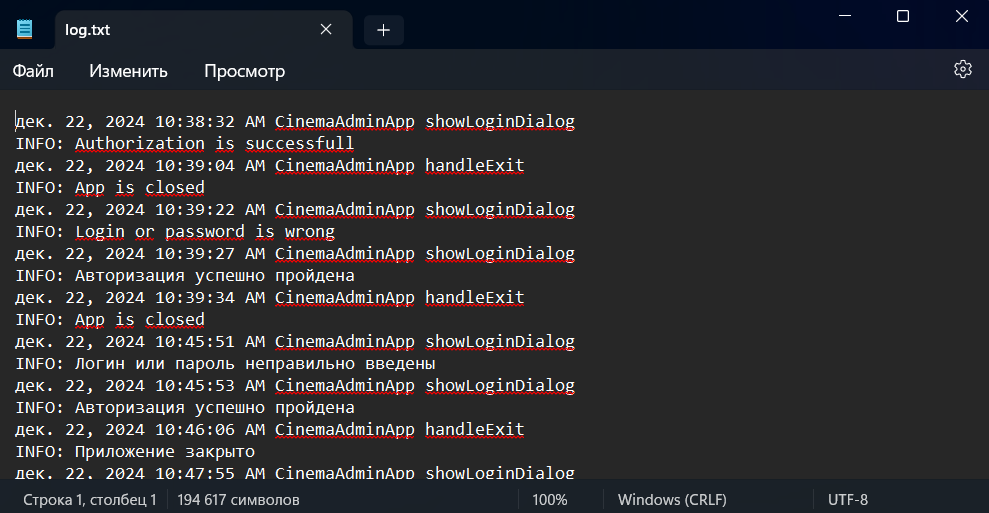 log.txt
Файл Изменить Просмотр
дек. 22, 2024 10:38:32 AM CinemaAdminApp showLoginDialog
INFO: Authorization is successfull
дек. 22, 2024 10:39:04 AM CinemaAdminApp handleExit
INFO: App is closed
дек. 22, 2024 10:39:22 AM CinemaAdminApp showLoginDialog
INFO: Login or password is wrong
дек. 22, 2024 10:39:27 AM CinemaAdminApp showLoginDialog
INFO: Авторизация успешно пройдена
дек. 22, 2024 10:39:34 AM CinemaAdminApp handleExit
INFO: App is closed
дек. 22, 2024 10:45:51 AM CinemaAdminApp showLoginDialog
INFO: Логин или пароль неправильно введены
дек. 22, 2024 10:45:53 AM CinemaAdminApp showLoginDialog
INFO: Авторизация успешно пройдена
дек. 22, 2024 10:46:06 AM CinemaAdminApp handleExit
INFO: Приложение закрыто
дек. 22, 2024 10:47:55 AM CinemaAdminApp showLoginDialog
Строка 1, столбец 1 194 617 символов 100% Windows (CRLF) UTF-8